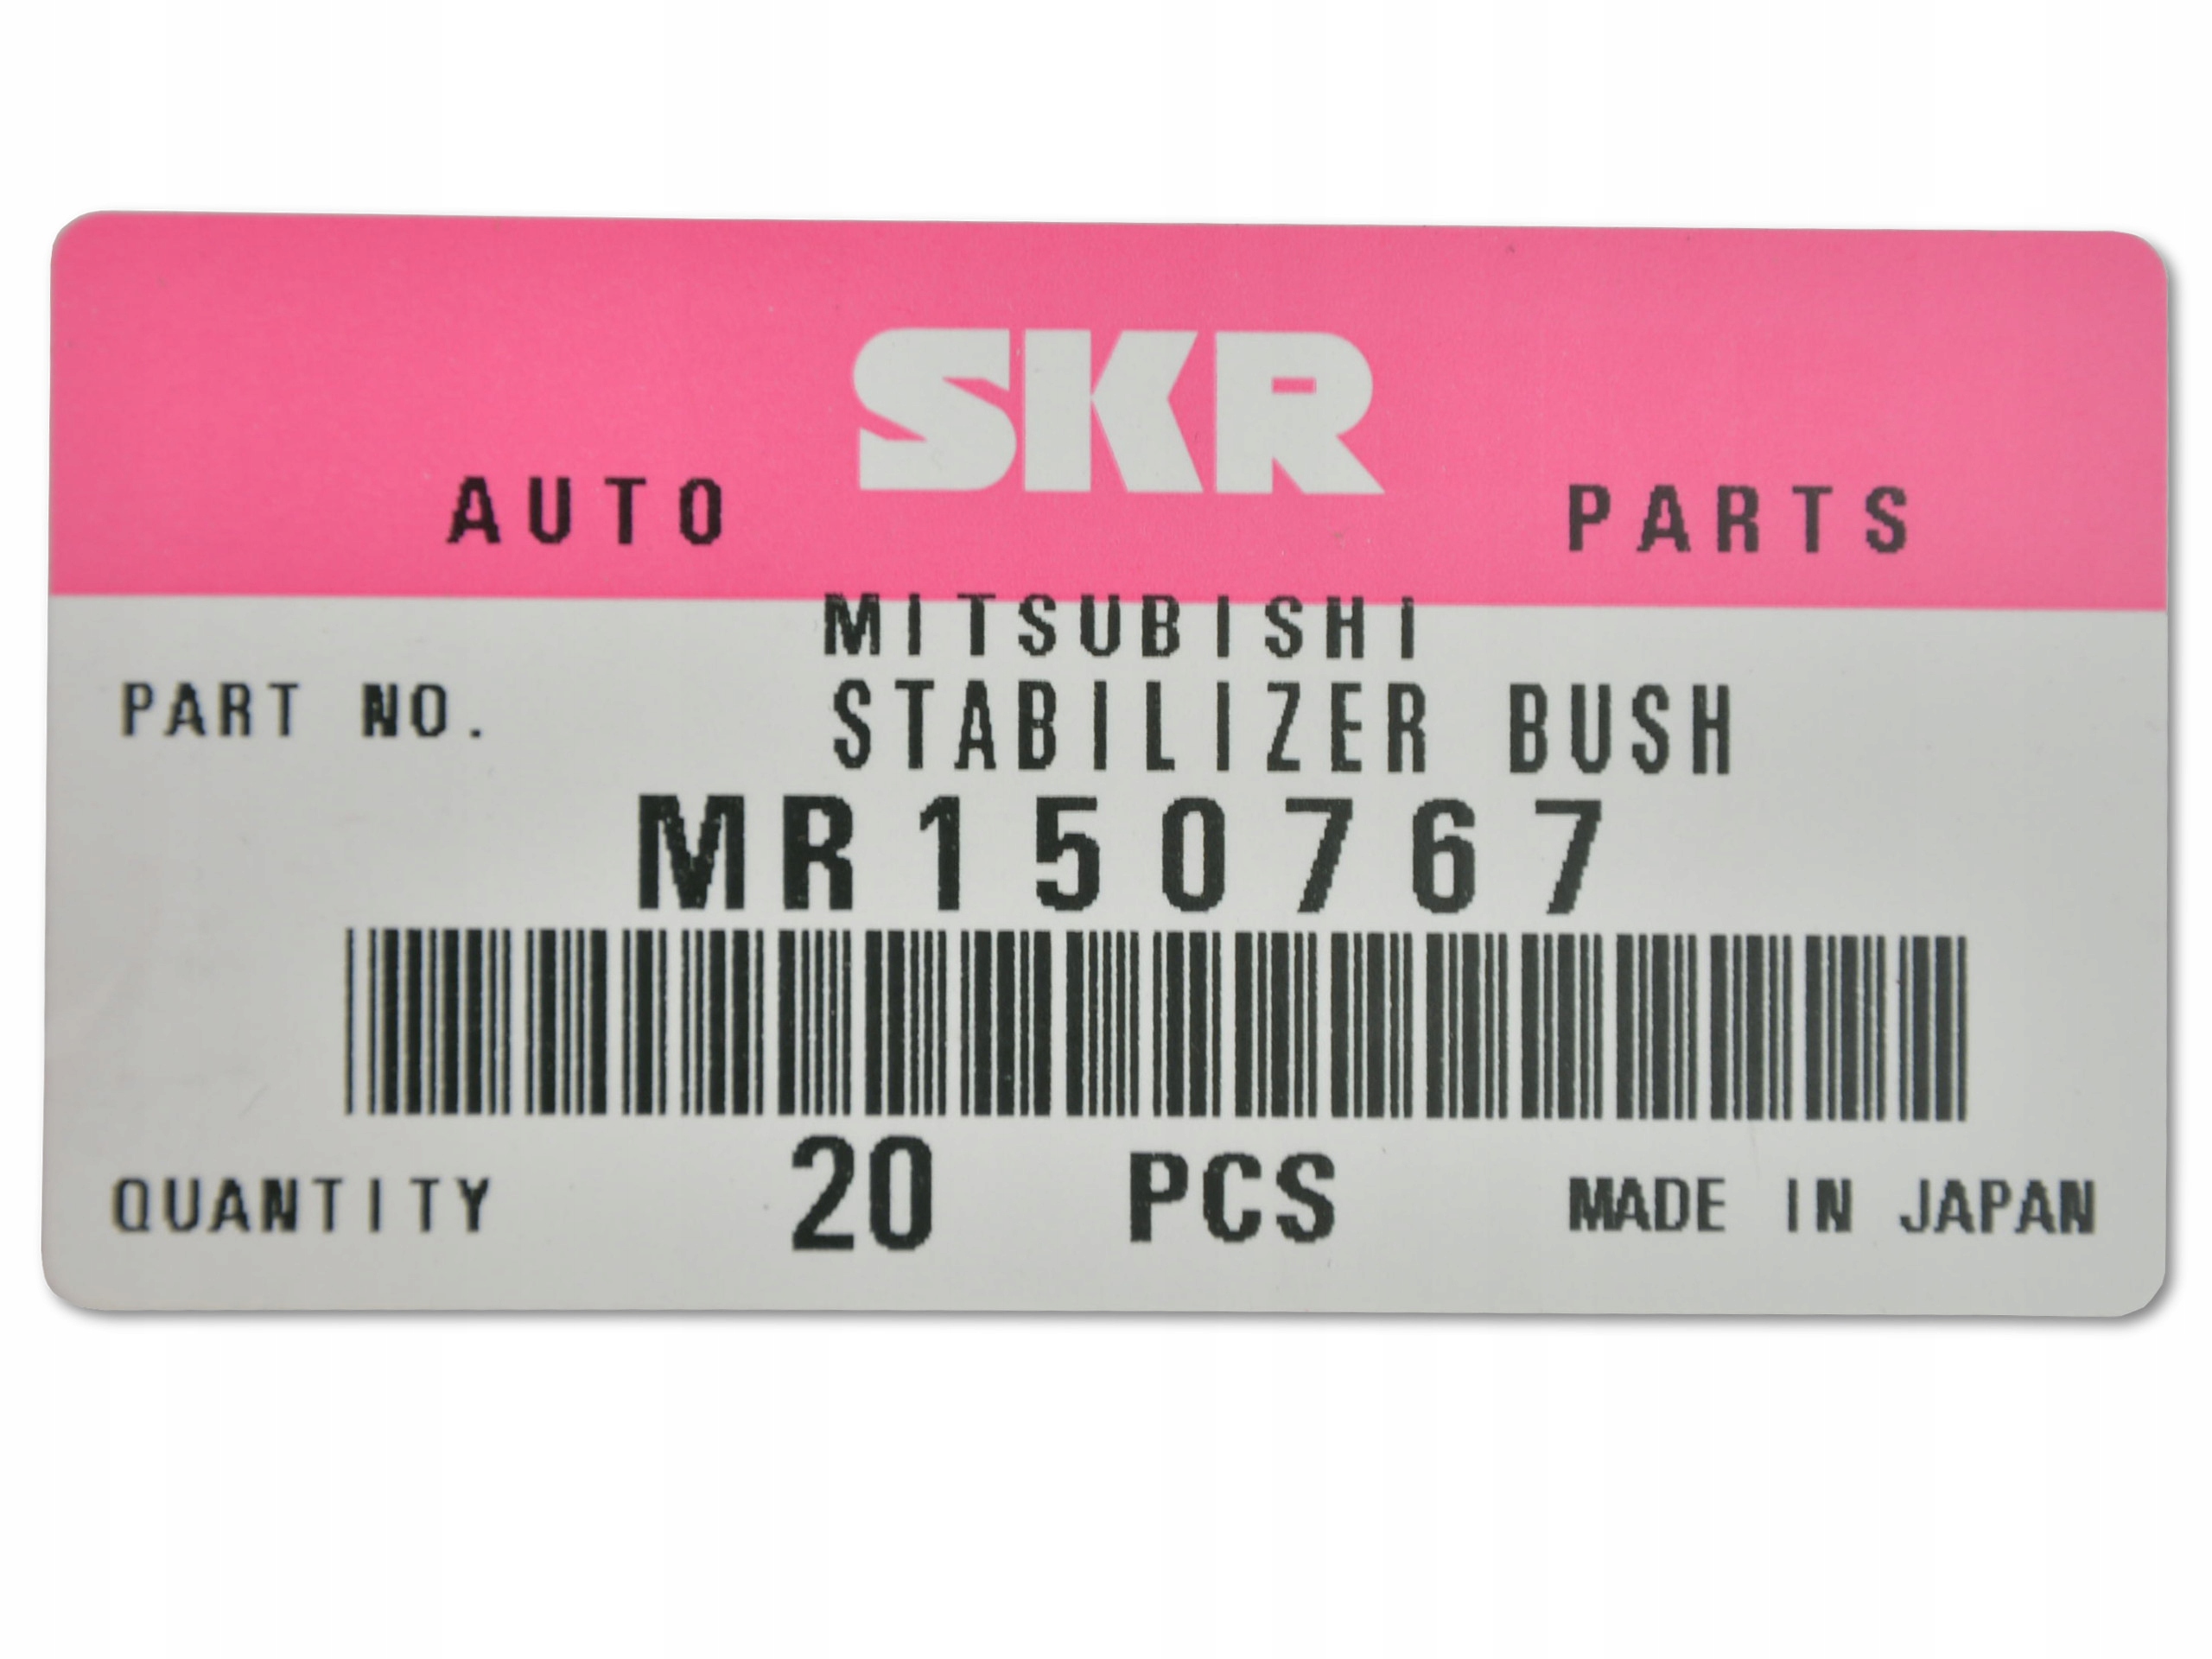 SKR
AUTO PARTS
MITSUBISHI
PART NO. STABILIZER BUSH
MR150767
QUANTITY 20 PCS MADE IN JAPAN